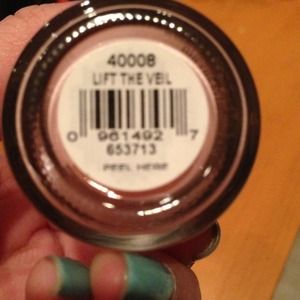 40008
LIFT THE VEIL
0 961492 7
653713
PEEL HERE